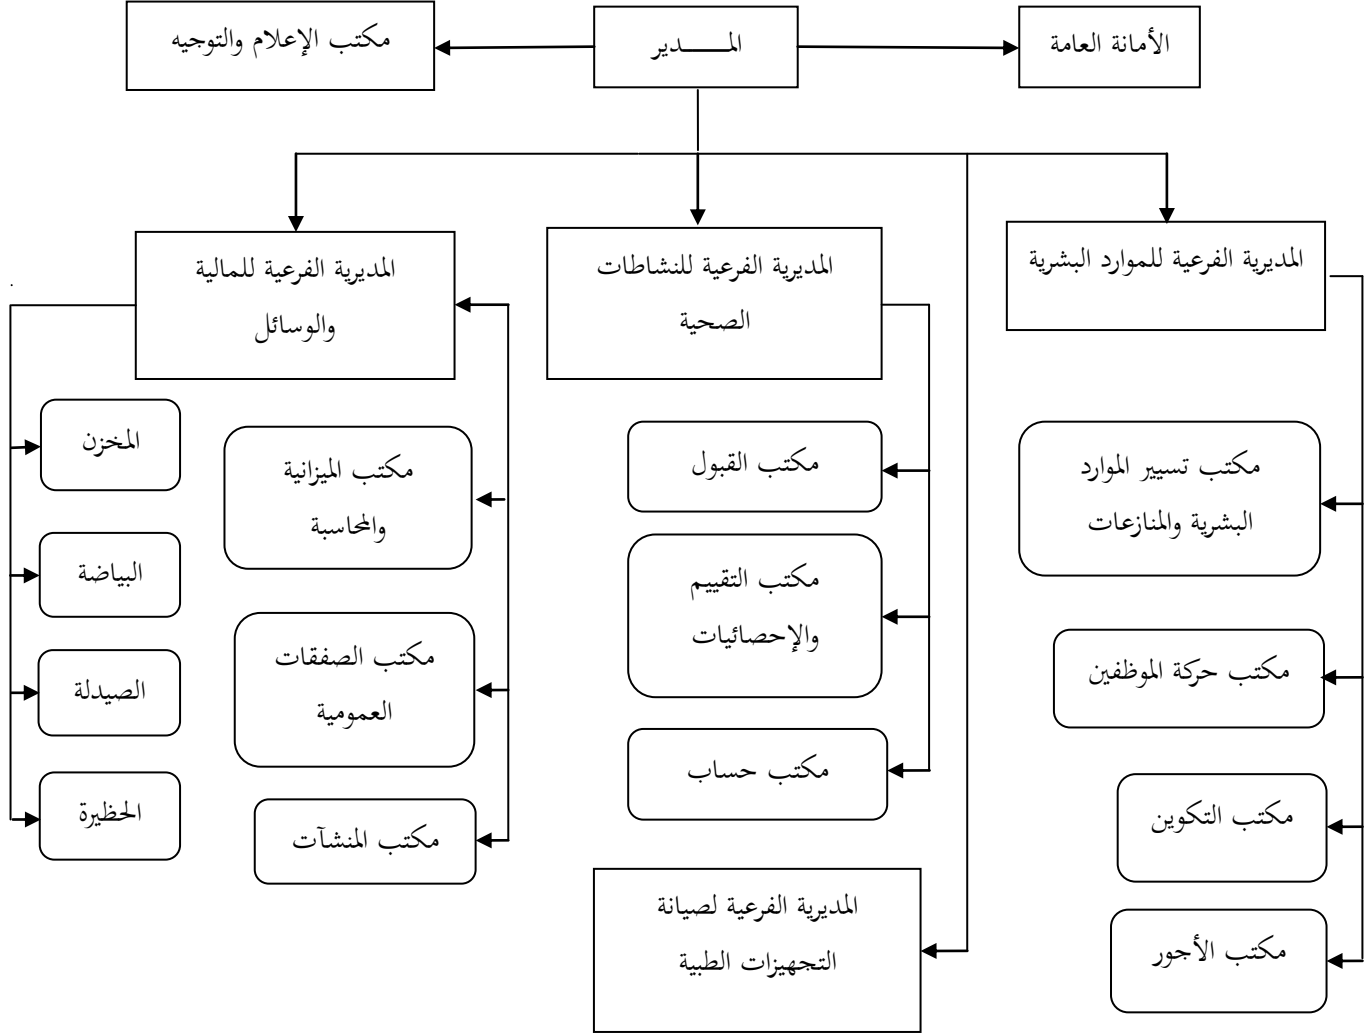 الأمانة العامة
المـــــدير
مكتب الإعلام والتوجيه
المديرية الفرعية للموارد البشرية
المديرية الفرعية للنشاطات
الصحية
المديرية الفرعية للمالية
والوسائل
مكتب تسيير الموارد
البشرية والمنازعات
مكتب حركة الموظفين
مكتب التكوين
مكتب الأجور
مكتب القبول
مكتب التقييم
والإحصائيات
مكتب حساب
المديرية الفرعية لصيانة
التجهيزات الطبية
مكتب الميزانية
والمحاسبة
مكتب الصفقات
العمومية
مكتب المنشآت
المخزن
البياضة
الصيدلة
الحظيرة